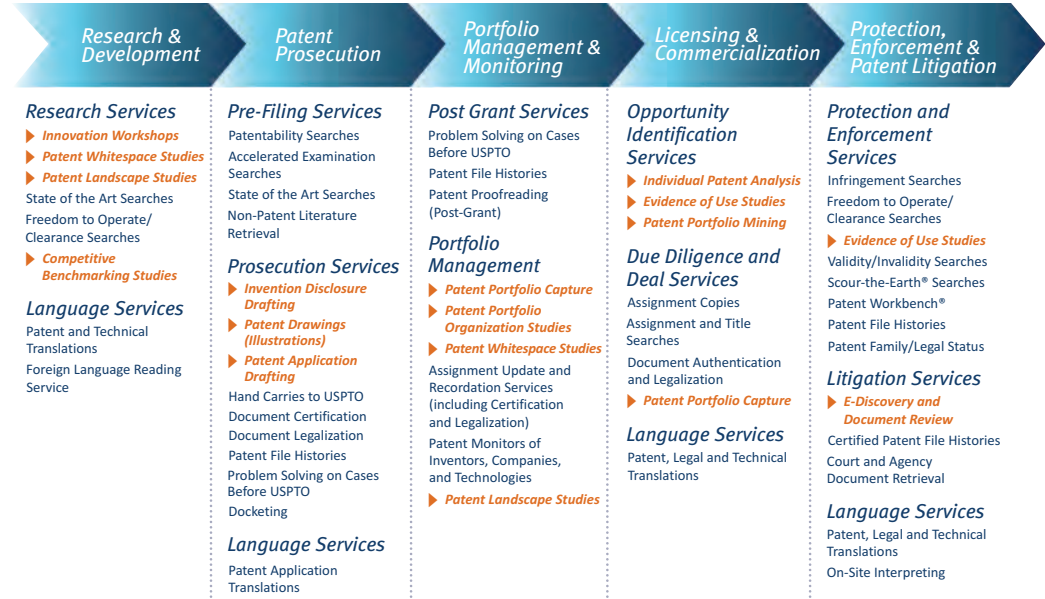 Research &
Development
Patent
Prosecution
Portfolio
Management &
Monitoring
Licensing &
Commercialization
Protection,
Enforcement &
Patent Litigation
Research Services
Innovation Workshops
Patent Whitespace Studies
Patent Landscape Studies
State of the Art Searches
Freedom to Operate/
Clearance Searches
Competitive
Benchmarking Studies
Language Services
Patent and Technical
Translations
Foreign Language Reading
Service
Pre-Filing Services
Patentability Searches
Accelerated Examination
Searches
State of the Art Searches
Non-Patent Literature
Retrieval
Prosecution Services
Invention Disclosure
Drafting
Patent Drawings
(Illustrations)
Patent Application
Drafting
Hand Carries to USPTO
Document Certification
Document Legalization
Patent File Histories
Problem Solving on Cases
Before USPTO
Docketing
Language Services
Patent Application
Translations
Post Grant Services
Problem Solving on Cases
Before USPTO
Patent File Histories
Patent Proofreading
(Post-Grant)
Portfolio
Management
Patent Portfolio Capture
Patent Portfolio
Organization Studies
Patent Whitespace Studies
Assignment Update and
Recordation Services
(including Certification
and Legalization)
Patent Monitors of
Inventors, Companies,
and Technologies
Patent Landscape Studies
Opportunity
Identification
Services
Individual Patent Analysis
Evidence of Use Studies
Patent Portfolio Mining
Due Diligence and
Deal Services
Assignment Copies
Assignment and Title
Searches
Document Authentication
and Legalization
Patent Portfolio Capture
Language Services
Patent, Legal and Technical
Translations
Protection and
Enforcement
Services
Infringement Searches
Freedom to Operate/
Clearance Searches
Evidence of Use Studies
Validity/Invalidity Searches
Scour-the-Earth® Searches
Patent Workbench®
Patent File Histories
Patent Family/Legal Status
Litigation Services
E-Discovery and
Document Review
Certified Patent File Histories
Court and Agency
Document Retrieval
Language Services
Patent, Legal and Technical
Translations
On-Site Interpreting